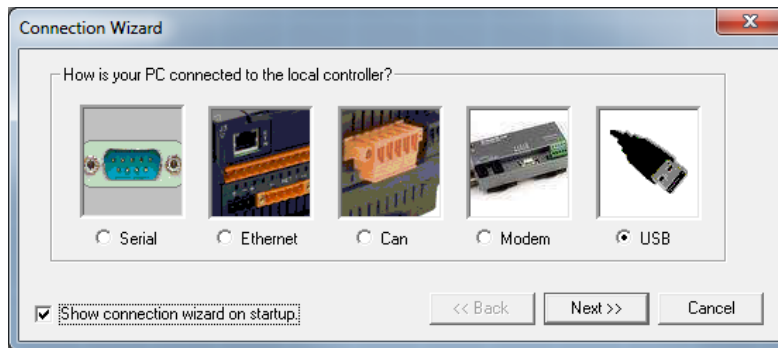 Connection Wizard
How is your PC connected to the local controller?
Serial
Ethernet
Can
Modem
USB
Show connection wizard on startup.
<< Back
Next >>
Cancel